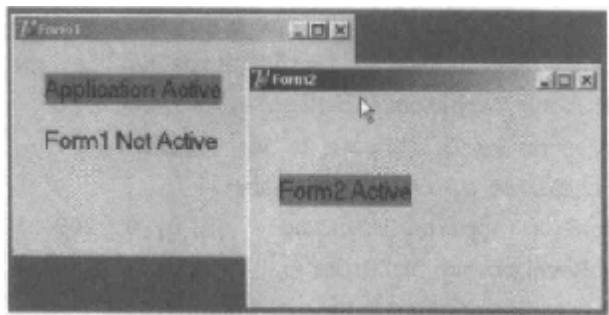 Form1
Application Active
Form1 Not Active
Form2
Form2 Active